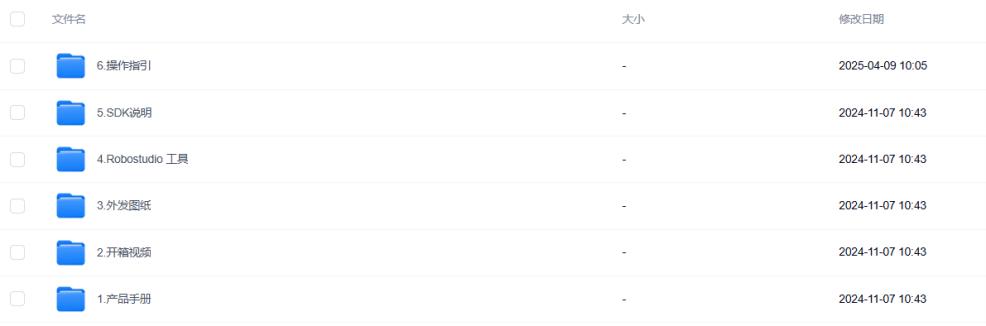 文件名 大小 修改日期
6.操作指引 - 2025-04-09 10:05
5.SDK说明 - 2024-11-07 10:43
4.Robostudio 工具 - 2024-11-07 10:43
3.外发图纸 - 2024-11-07 10:43
2.开箱视频 - 2024-11-07 10:43
1.产品手册 - 2024-11-07 10:43